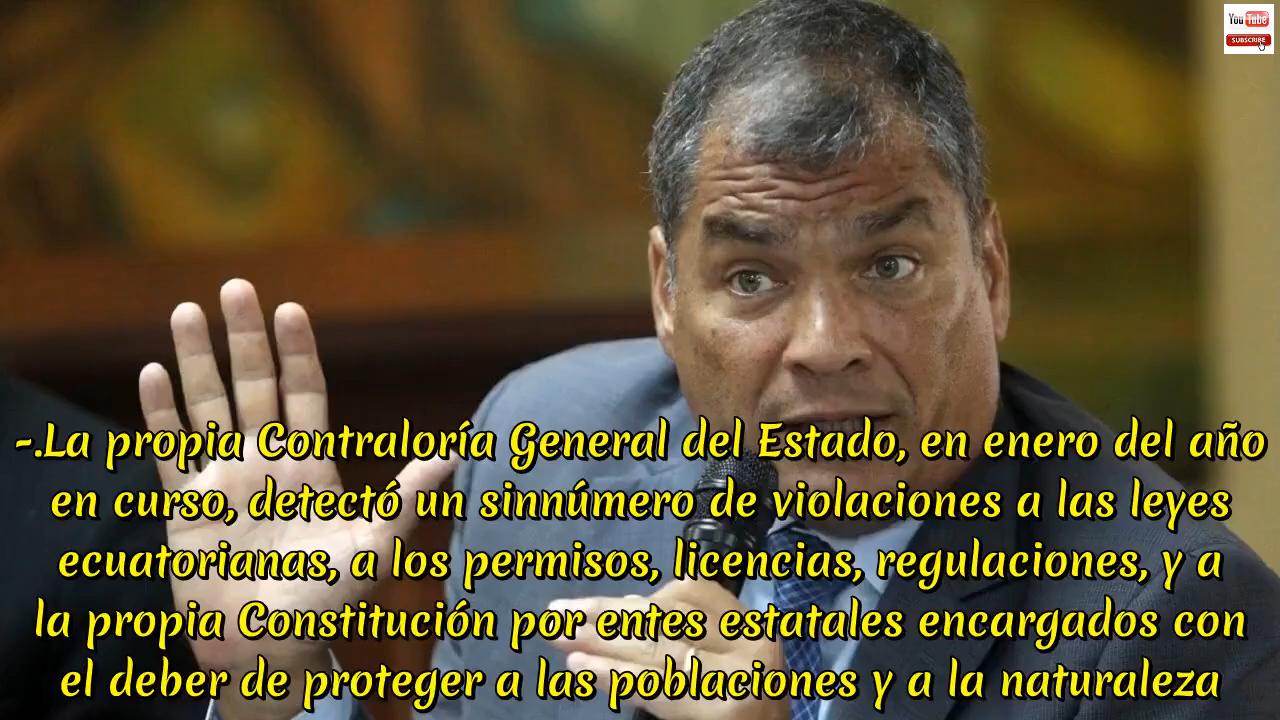 You Tube
SUBSCRIBE
-.La propia Contraloría General del Estado, en enero del año
en curso, detectó un sinnúmero de violaciones a las leyes
ecuatorianas, a los permisos, licencias, regulaciones, y a
la propia Constitución por entes estatales encargados con
el deber de proteger a las poblaciones y a la naturaleza